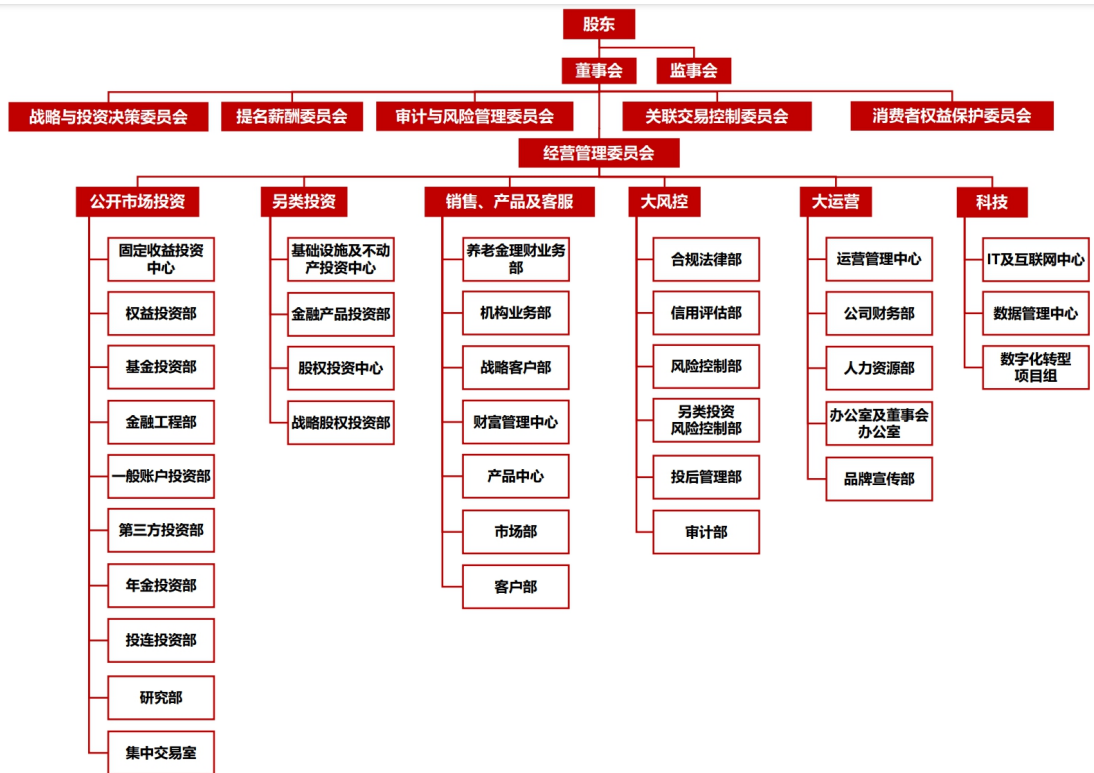 股东
董事会
监事会
战略与投资决策委员会
提名薪酬委员会
审计与风险管理委员会
关联交易控制委员会
消费者权益保护委员会
经营管理委员会
公开市场投资
固定收益投资
中心
权益投资部
基金投资部
金融工程部
一般账户投资部
第三方投资部
年金投资部
投连投资部
研究部
集中交易室
另类投资
基础设施及不动
产投资中心
金融产品投资部
股权投资中心
战略股权投资部
销售、产品及客服
养老金理财业务
部
机构业务部
战略客户部
财富管理中心
产品中心
市场部
客户部
大风控
合规法律部
信用评估部
风险控制部
另类投资
风险控制部
投后管理部
审计部
大运营
运营管理中心
公司财务部
人力资源部
办公室及董事会
办公室
品牌宣传部
科技
IT及互联网中心
数据管理中心
数字化转型
项目组